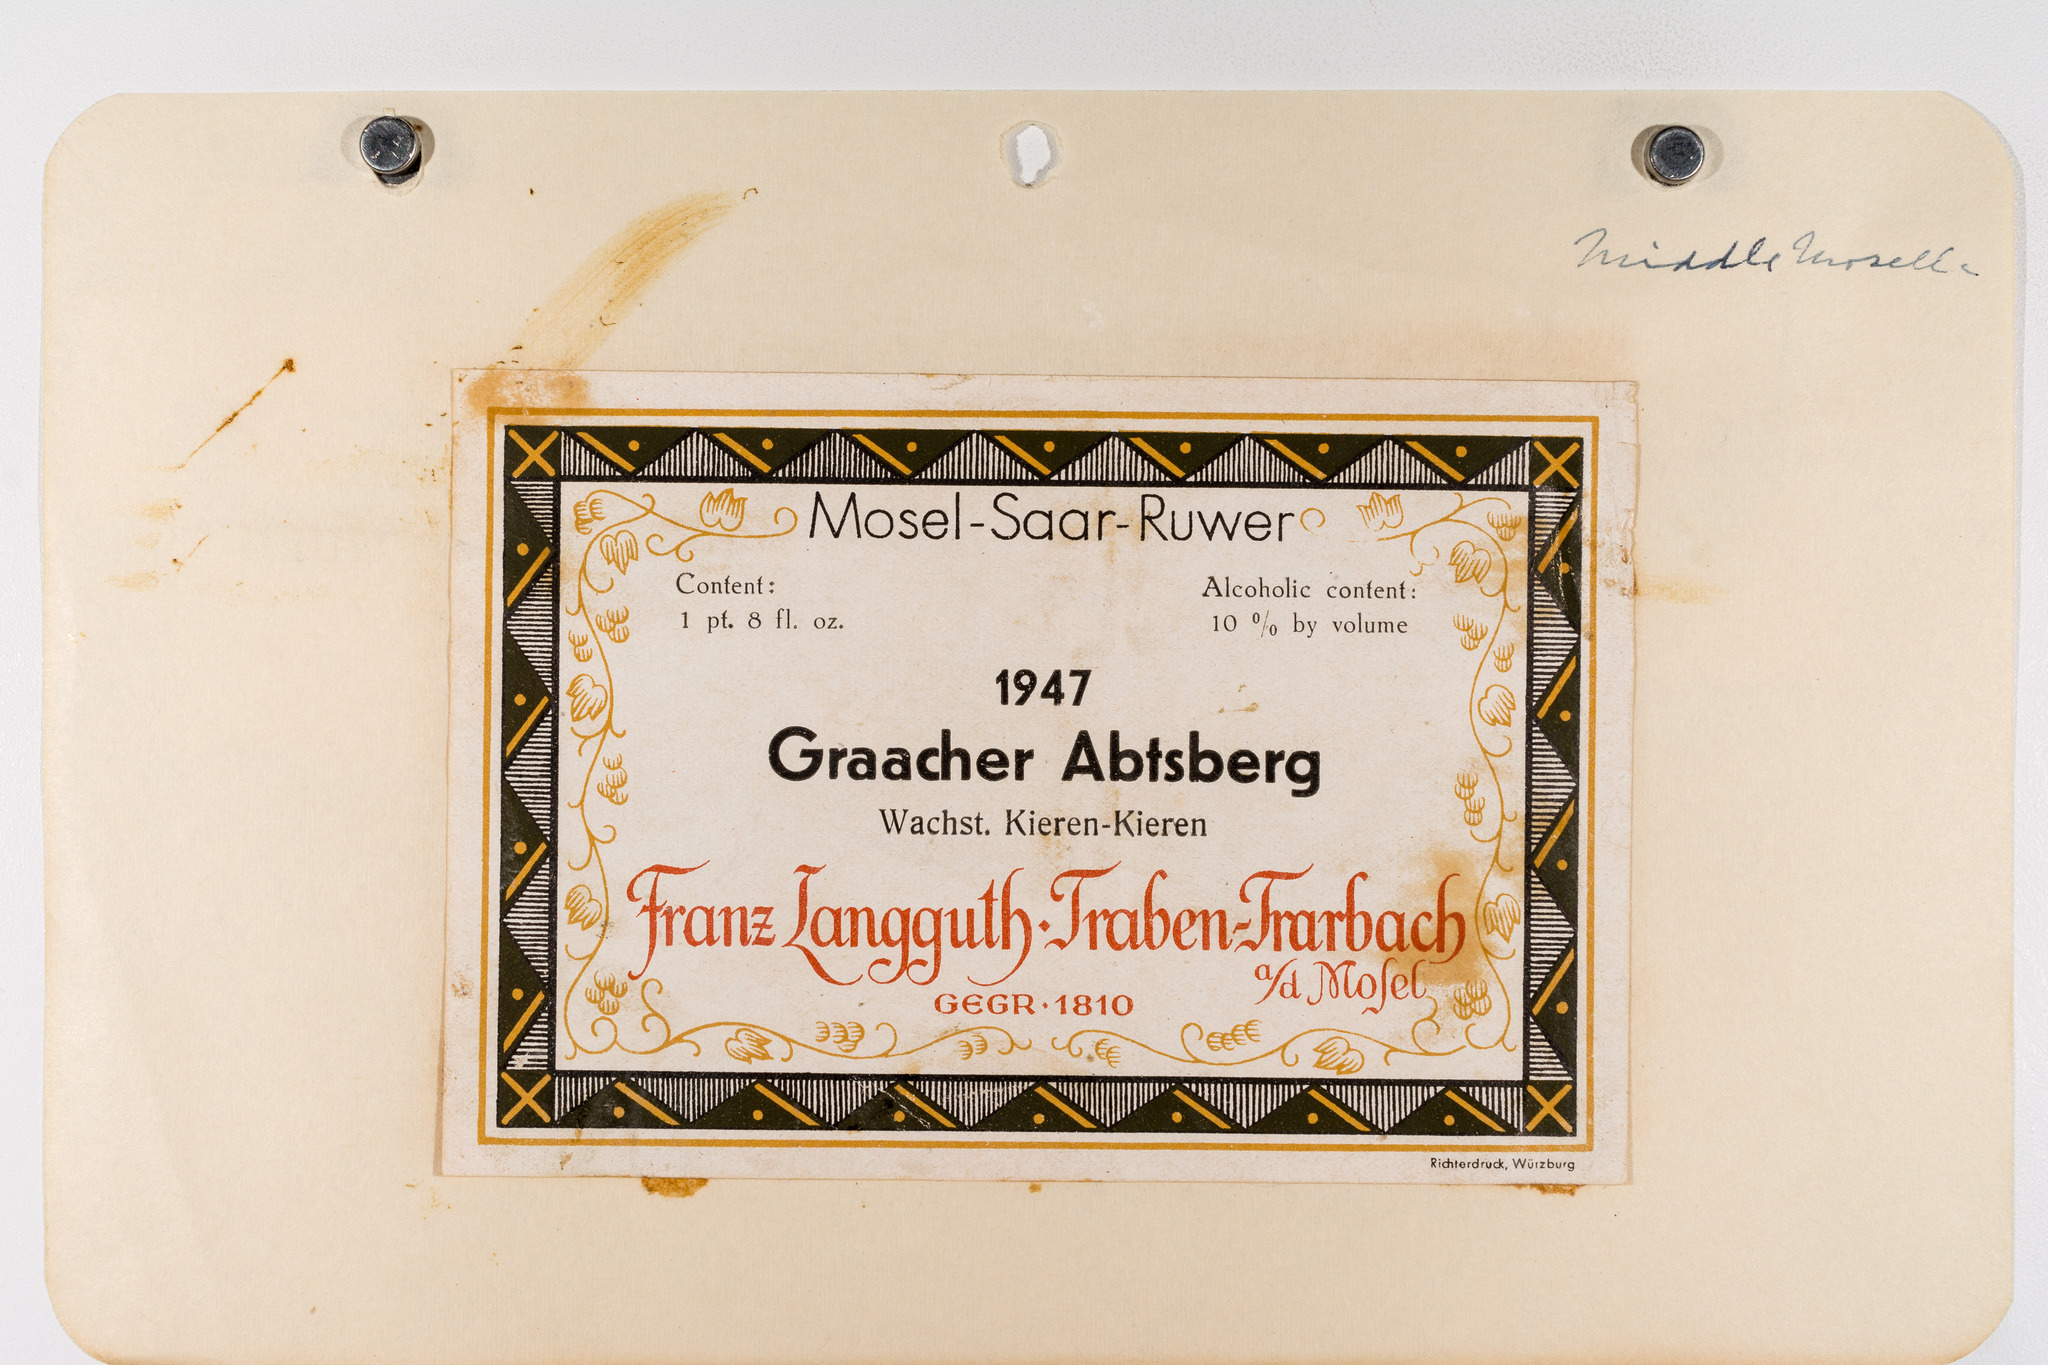 Middle Moselle
Mosel-Saar-Ruwer
Content:
1 pt. 8 fl. oz.
Alcoholic content:
10 % by volume
1947
Graacher Abtsberg
Wachst. Kieren-Kieren
Franz Langguth · Traben-Trarbach
a/d Mosel
GEGR · 1810
Richterdruck, Würzburg